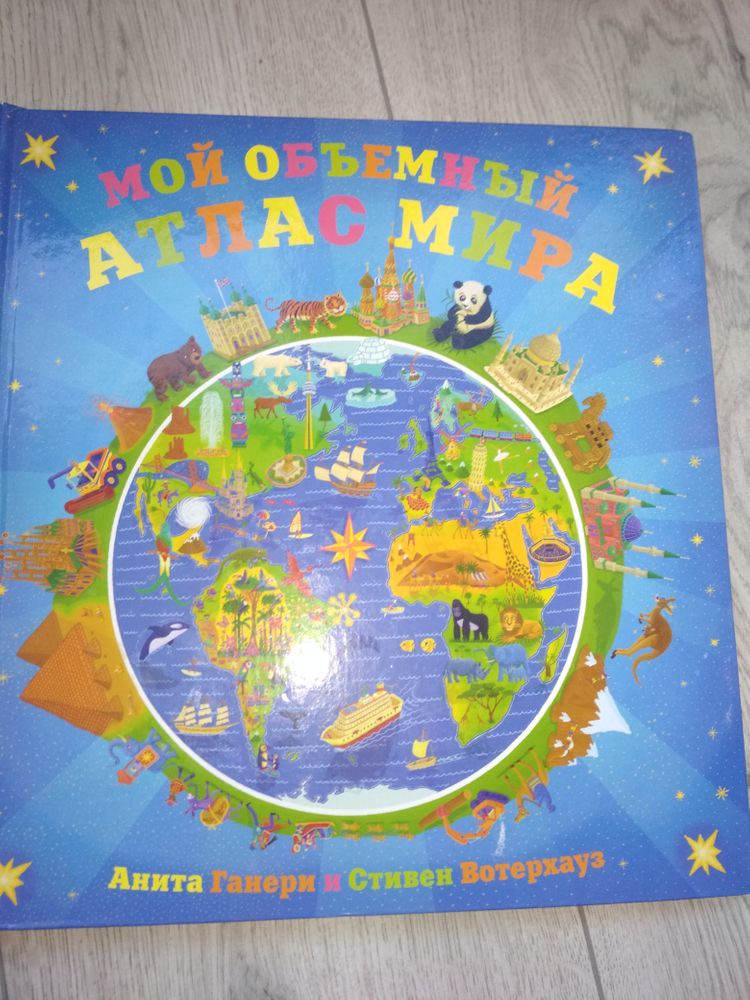 МОЙ ОБЪЕМНЫЙ
АТЛАС МИРА
Анита Ганери и Стивен Вотерхауз